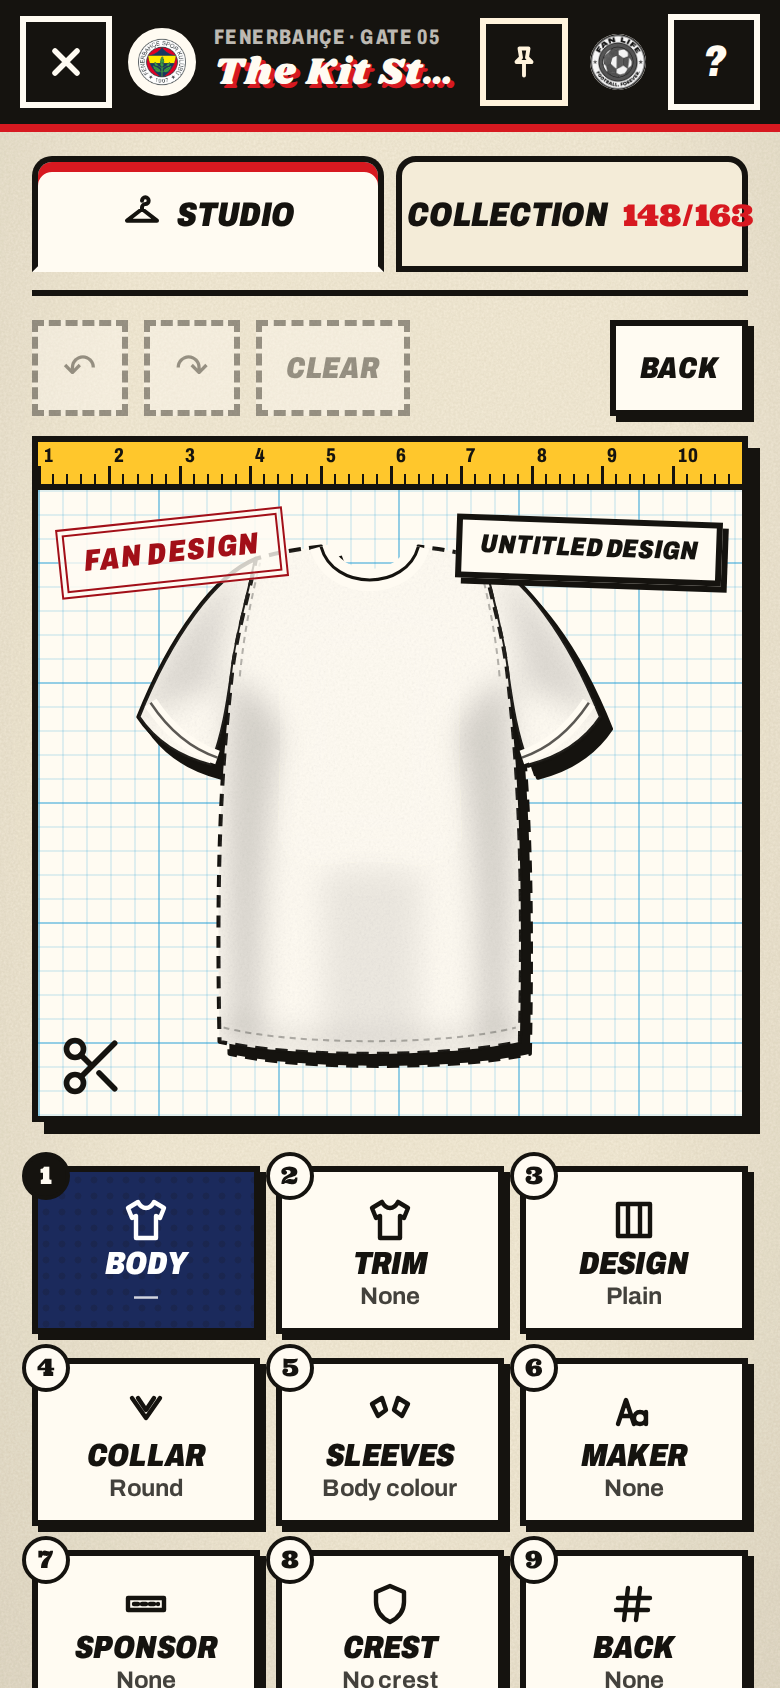 FENERBAHÇE · GATE 05
The Kit St...
?
STUDIO
COLLECTION 148/163
CLEAR
BACK
1 2 3 4 5 6 7 8 9 10
FAN DESIGN
UNTITLED DESIGN
1
BODY
—
2
TRIM
None
3
DESIGN
Plain
4
COLLAR
Round
5
SLEEVES
Body colour
6
Aa
MAKER
None
7
SPONSOR
None
8
CREST
No crest
9
#
BACK
None